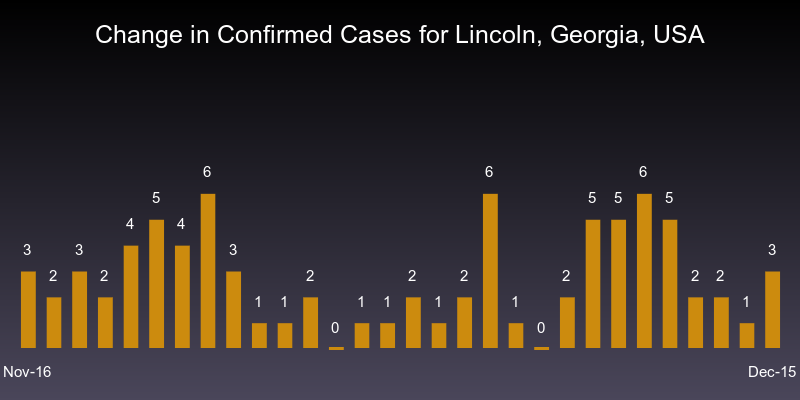 Change in Confirmed Cases for Lincoln, Georgia, USA
3 2 3 2 4 5 4 6 3 1 1 2 0 1 1 2 1 2 6 1 0 2 5 5 6 5 2 2 1 3
Nov-16 Dec-15